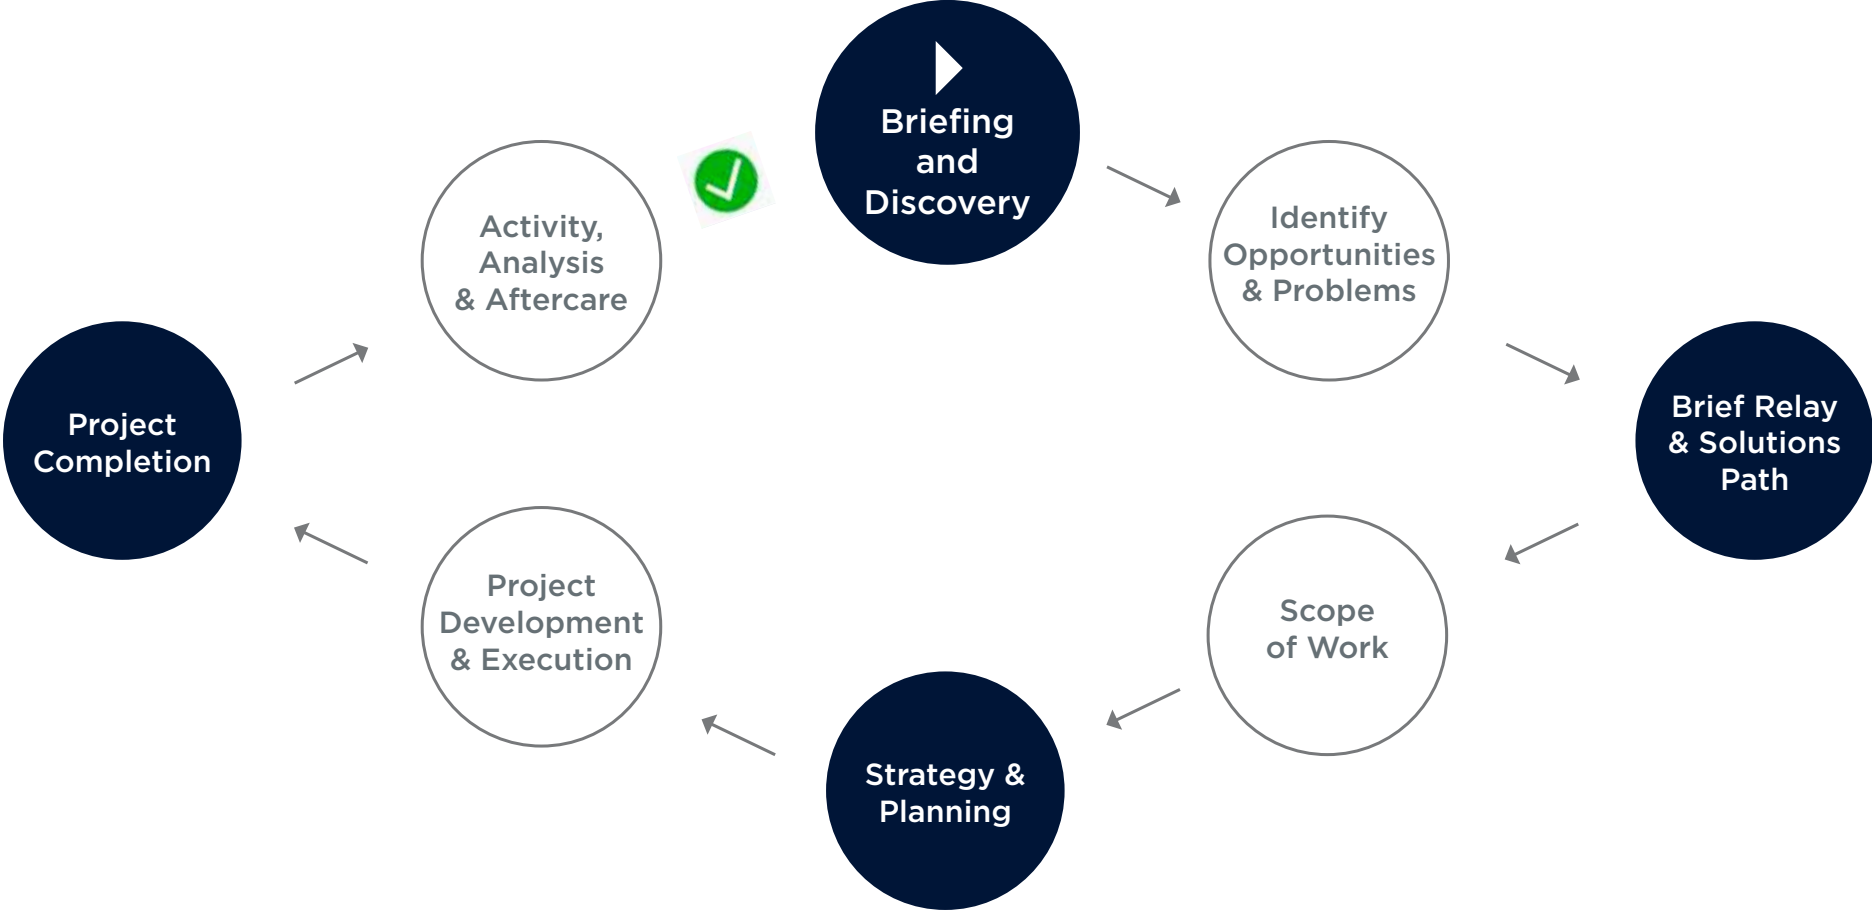 Briefing
and
Discovery
Identify
Opportunities
& Problems
Brief Relay
& Solutions
Path
Scope
of Work
Strategy &
Planning
Project
Development
& Execution
Project
Completion
Activity,
Analysis
& Aftercare